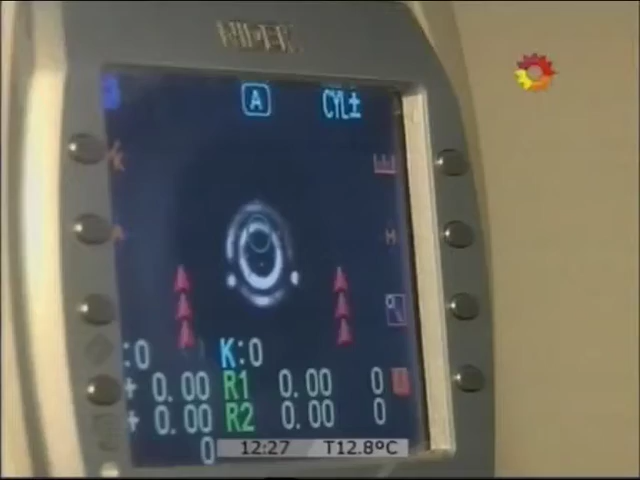 NIDEK
A CYL±
H
:0 K:0
+ 0.00 R1 0.00 0
+ 0.00 R2 0.00 0
0
12:27 T12.8ºC